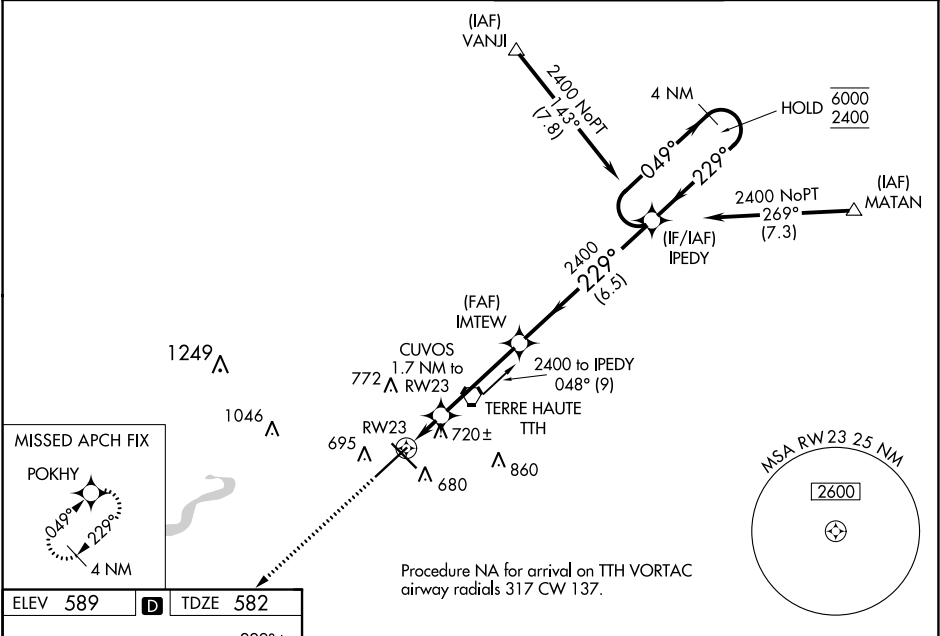 (IAF)
VANJI
2400 NoPT
143°
(7.8)
4 NM
HOLD
6000
2400
049°
229°
2400 NoPT
269°
(7.3)
(IAF)
MATAN
(IF/IAF)
IPEDY
2400
229°
(6.5)
(FAF)
IMTEW
CUVOS
1.7 NM to
RW23
2400 to IPEDY
048° (9)
TERRE HAUTE
TTH
1249
772
1046
RW23
720±
695
680
860
MISSED APCH FIX
POKHY
049°
229°
4 NM
MSA RW23 25 NM
2600
Procedure NA for arrival on TTH VORTAC
airway radials 317 CW 137.
ELEV 589
D
TDZE 582